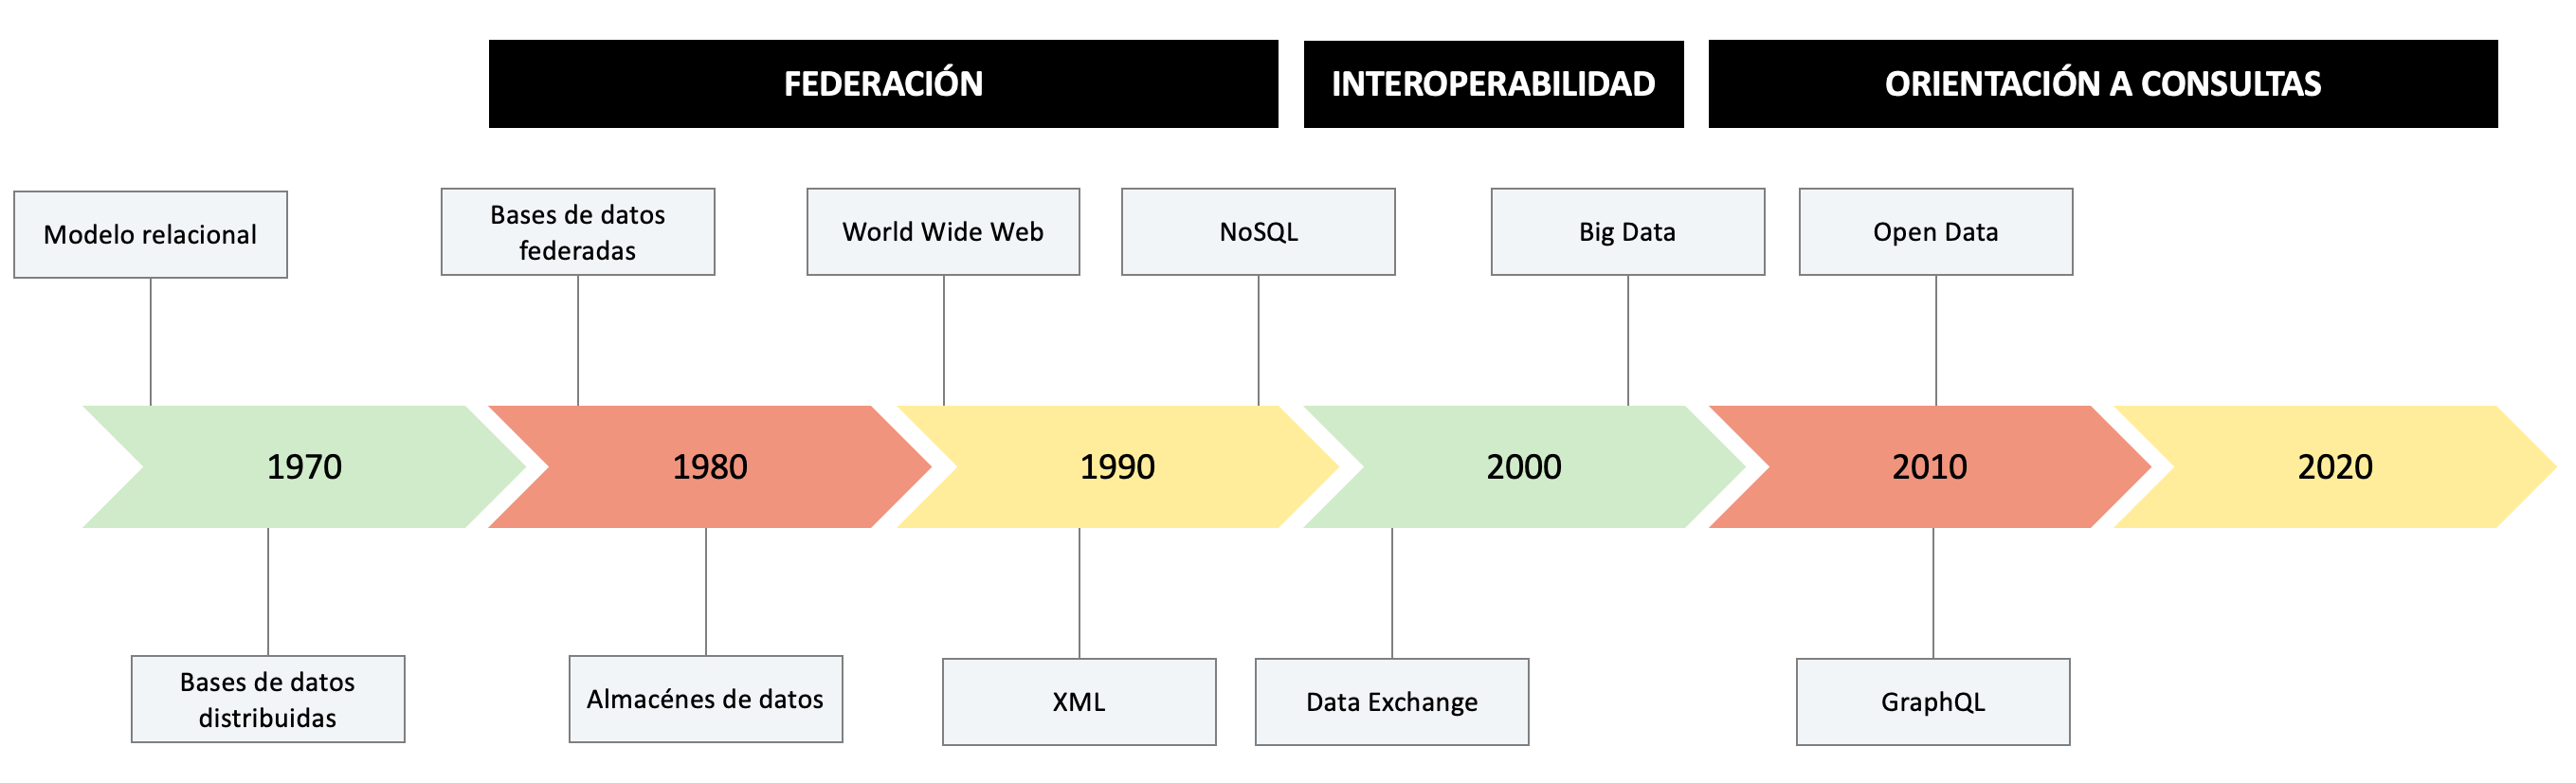 FEDERACIÓN
INTEROPERABILIDAD
ORIENTACIÓN A CONSULTAS
Modelo relacional
Bases de datos
federadas
World Wide Web
NoSQL
Big Data
Open Data
1970
1980
1990
2000
2010
2020
Bases de datos
distribuidas
Almacénes de datos
XML
Data Exchange
GraphQL